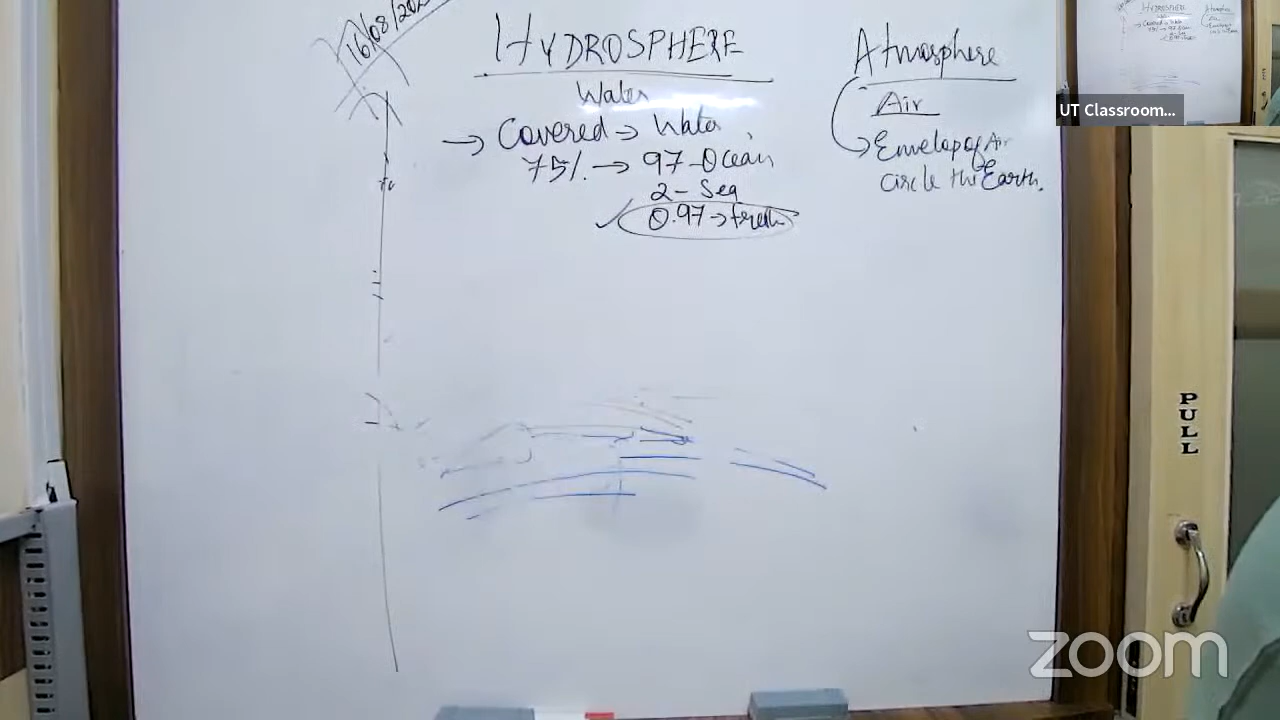 16/08/202
HYDROSPHERE
Water
→ Covered → Water,
75%. → 97-Ocean
2 - Sea
✓ 0.97 → fresh
Atmosphere
Air
→ Envelop of Air
circle the Earth.
UT Classroom...
PULL
zoom